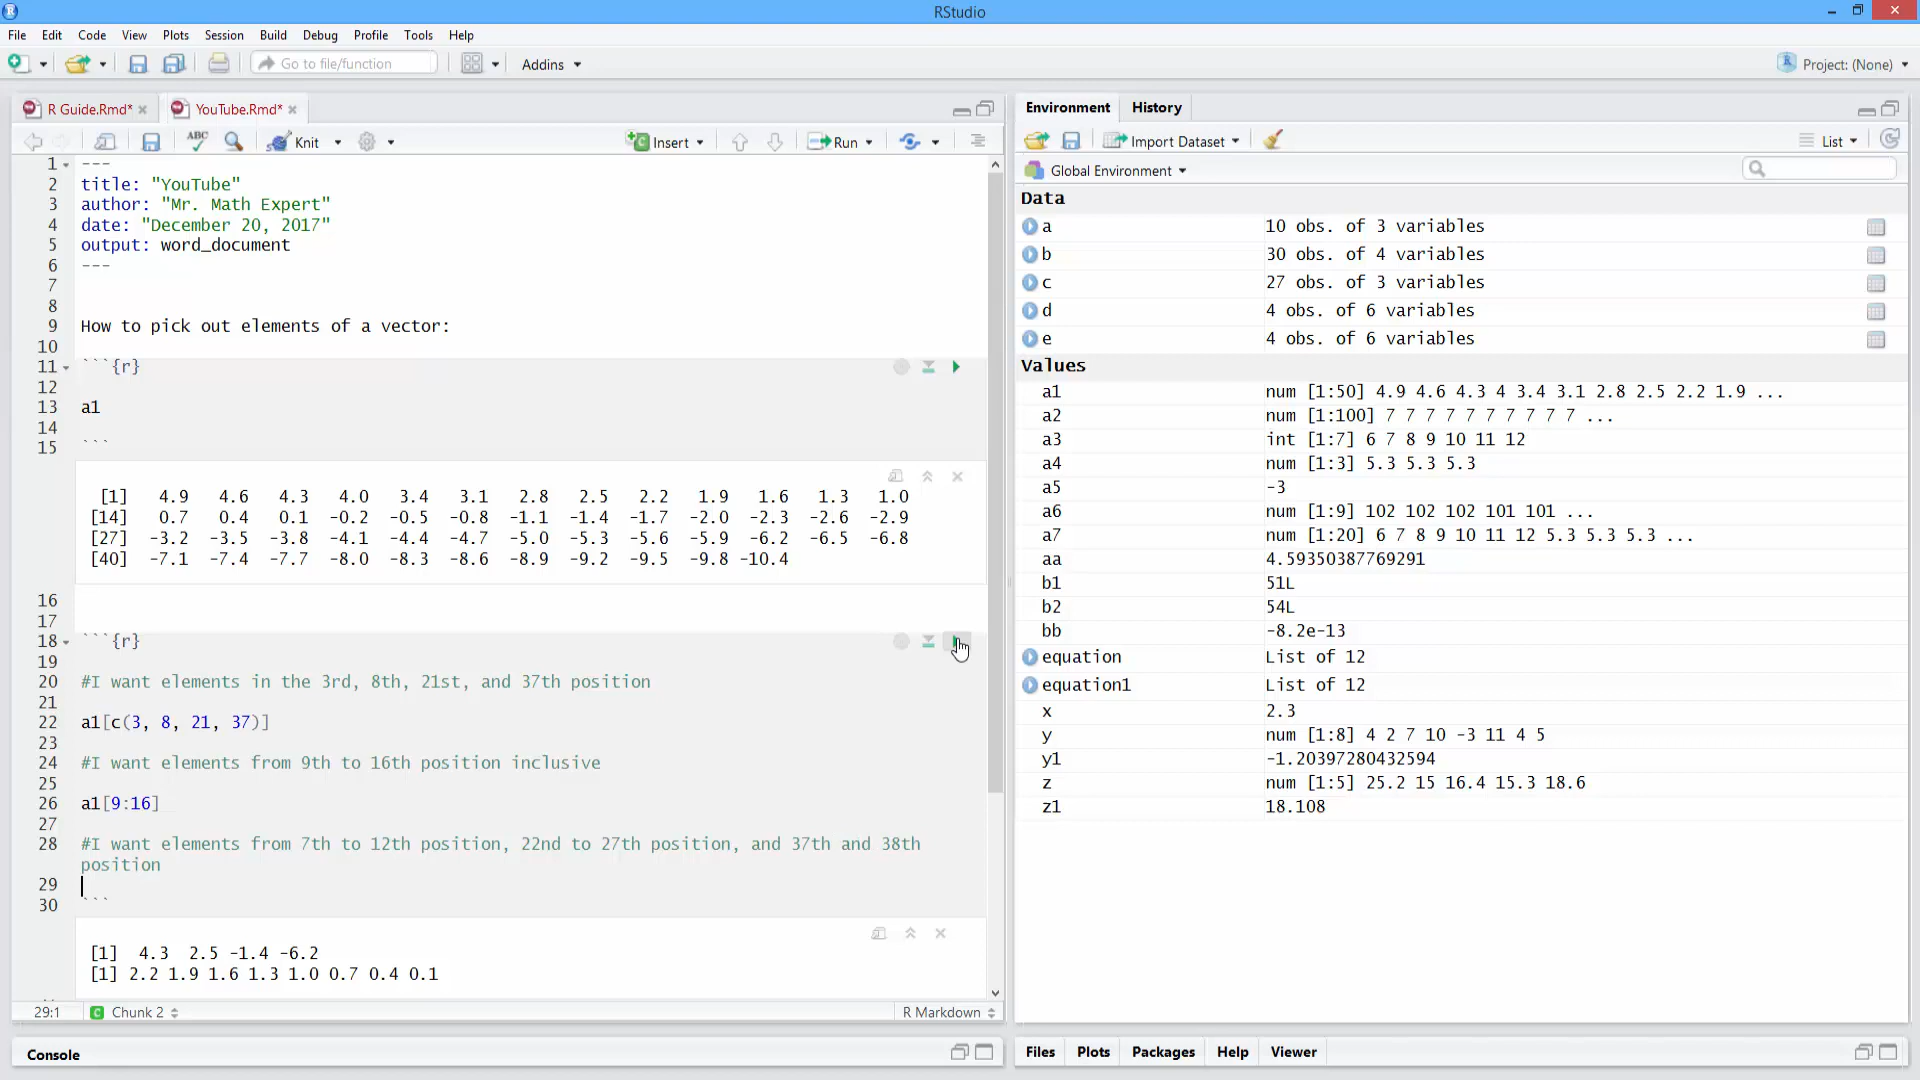 RStudio
File Edit Code View Plots Session Build Debug Profile Tools Help
Go to file/function Addins Project: (None)
R Guide.Rmd* YouTube.Rmd*
ABC Knit Insert Run
1 ---
2 title: "YouTube"
3 author: "Mr. Math Expert"
4 date: "December 20, 2017"
5 output: word_document
6 ---
7
8
9 How to pick out elements of a vector:
10
11 ```{r}
12
13 a1
14
15 ```
[1] 4.9 4.6 4.3 4.0 3.4 3.1 2.8 2.5 2.2 1.9 1.6 1.3 1.0
[14] 0.7 0.4 0.1 -0.2 -0.5 -0.8 -1.1 -1.4 -1.7 -2.0 -2.3 -2.6 -2.9
[27] -3.2 -3.5 -3.8 -4.1 -4.4 -4.7 -5.0 -5.3 -5.6 -5.9 -6.2 -6.5 -6.8
[40] -7.1 -7.4 -7.7 -8.0 -8.3 -8.6 -8.9 -9.2 -9.5 -9.8 -10.4
16
17
18 ```{r}
19
20 #I want elements in the 3rd, 8th, 21st, and 37th position
21
22 a1[c(3, 8, 21, 37)]
23
24 #I want elements from 9th to 16th position inclusive
25
26 a1[9:16]
27
28 #I want elements from 7th to 12th position, 22nd to 27th position, and 37th and 38th
position
29
30 ```
[1] 4.3 2.5 -1.4 -6.2
[1] 2.2 1.9 1.6 1.3 1.0 0.7 0.4 0.1
29:1 C Chunk 2 R Markdown
Console
Environment History
Import Dataset List
Global Environment
Data
a 10 obs. of 3 variables
b 30 obs. of 4 variables
c 27 obs. of 3 variables
d 4 obs. of 6 variables
e 4 obs. of 6 variables
Values
a1 num [1:50] 4.9 4.6 4.3 4 3.4 3.1 2.8 2.5 2.2 1.9 ...
a2 num [1:100] 7 7 7 7 7 7 7 7 7 7 ...
a3 int [1:7] 6 7 8 9 10 11 12
a4 num [1:3] 5.3 5.3 5.3
a5 -3
a6 num [1:9] 102 102 102 101 101 ...
a7 num [1:20] 6 7 8 9 10 11 12 5.3 5.3 5.3 ...
aa 4.59350387769291
b1 51L
b2 54L
bb -8.2e-13
equation List of 12
equation1 List of 12
x 2.3
y num [1:8] 4 2 7 10 -3 11 4 5
y1 -1.20397280432594
z num [1:5] 25.2 15 16.4 15.3 18.6
z1 18.108
Files Plots Packages Help Viewer